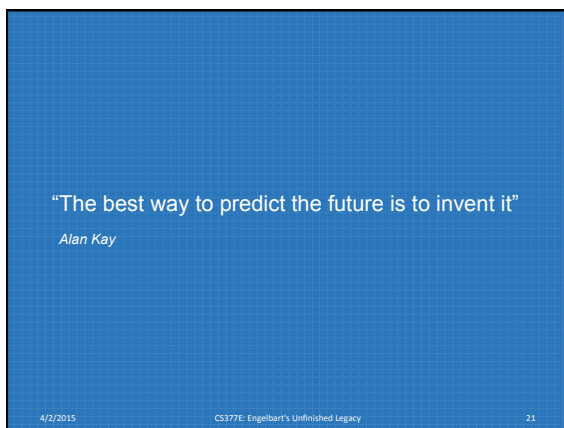 “The best way to predict the future is to invent it”
Alan Kay
4/2/2015 CS377E: Engelbart's Unfinished Legacy 21